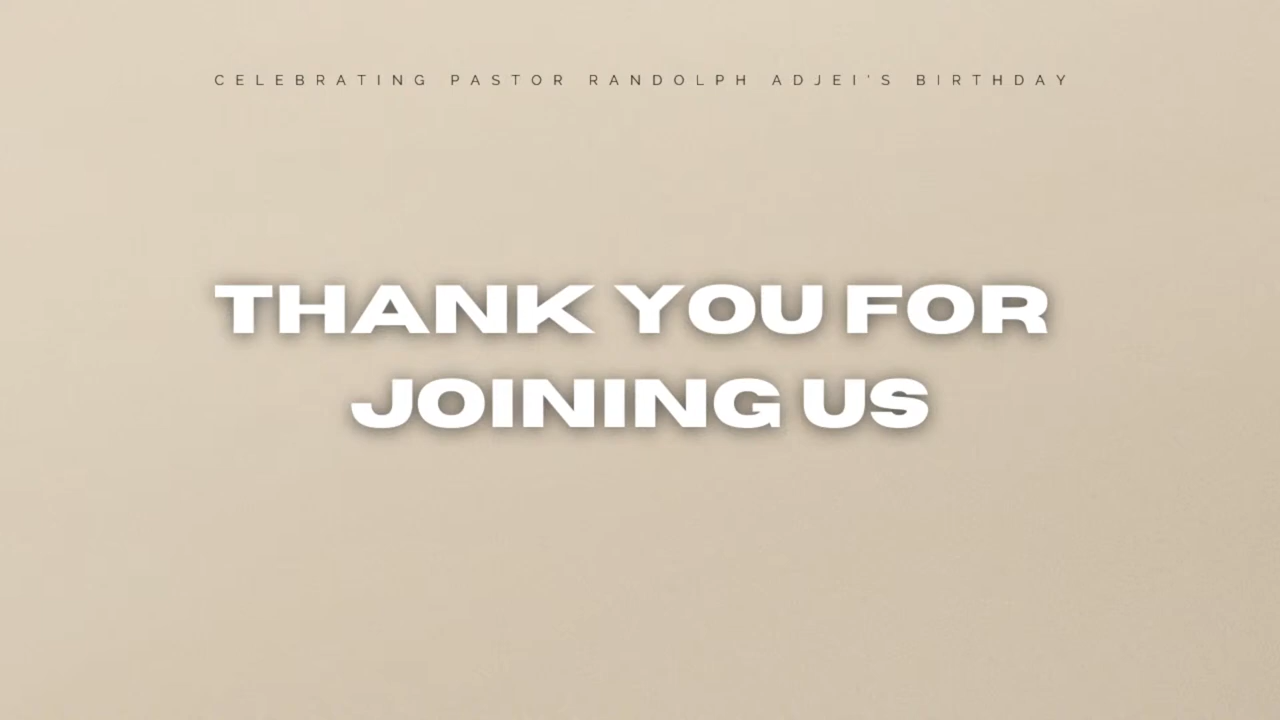 CELEBRATING PASTOR RANDOLPH ADJEI'S BIRTHDAY
THANK YOU FOR
JOINING US